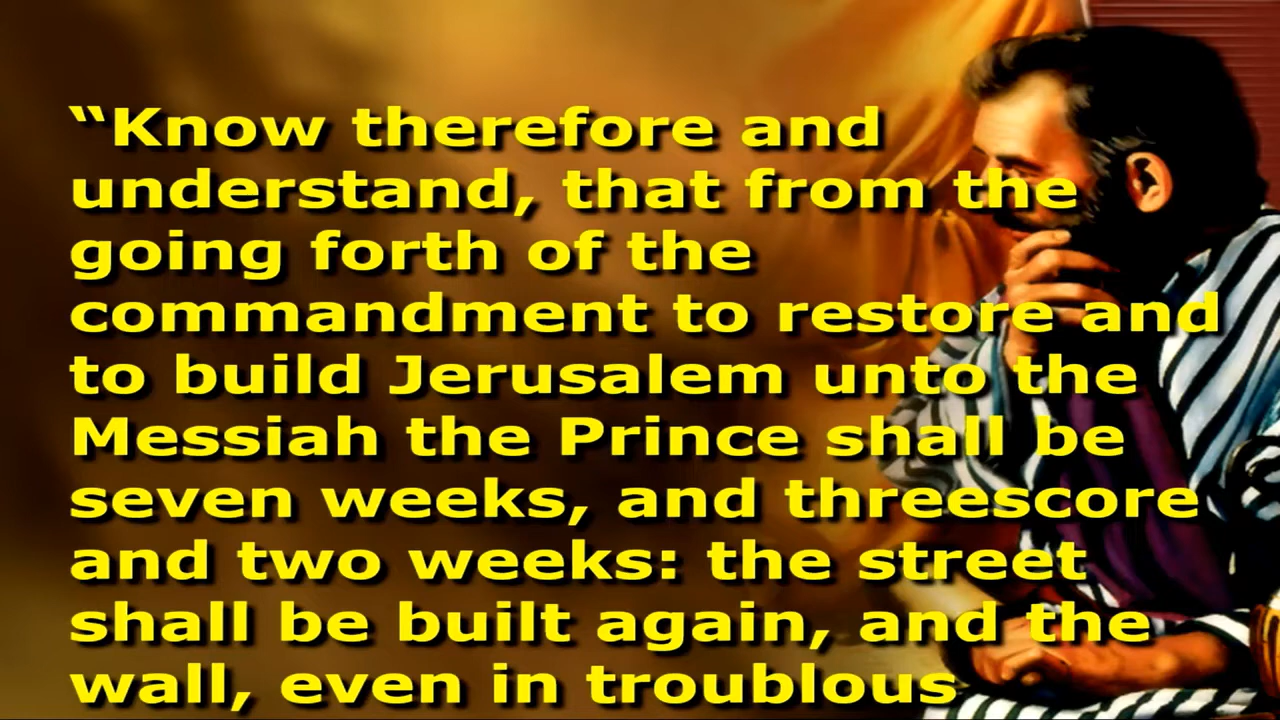 “Know therefore and
understand, that from the
going forth of the
commandment to restore and
to build Jerusalem unto the
Messiah the Prince shall be
seven weeks, and threescore
and two weeks: the street
shall be built again, and the
wall, even in troublous